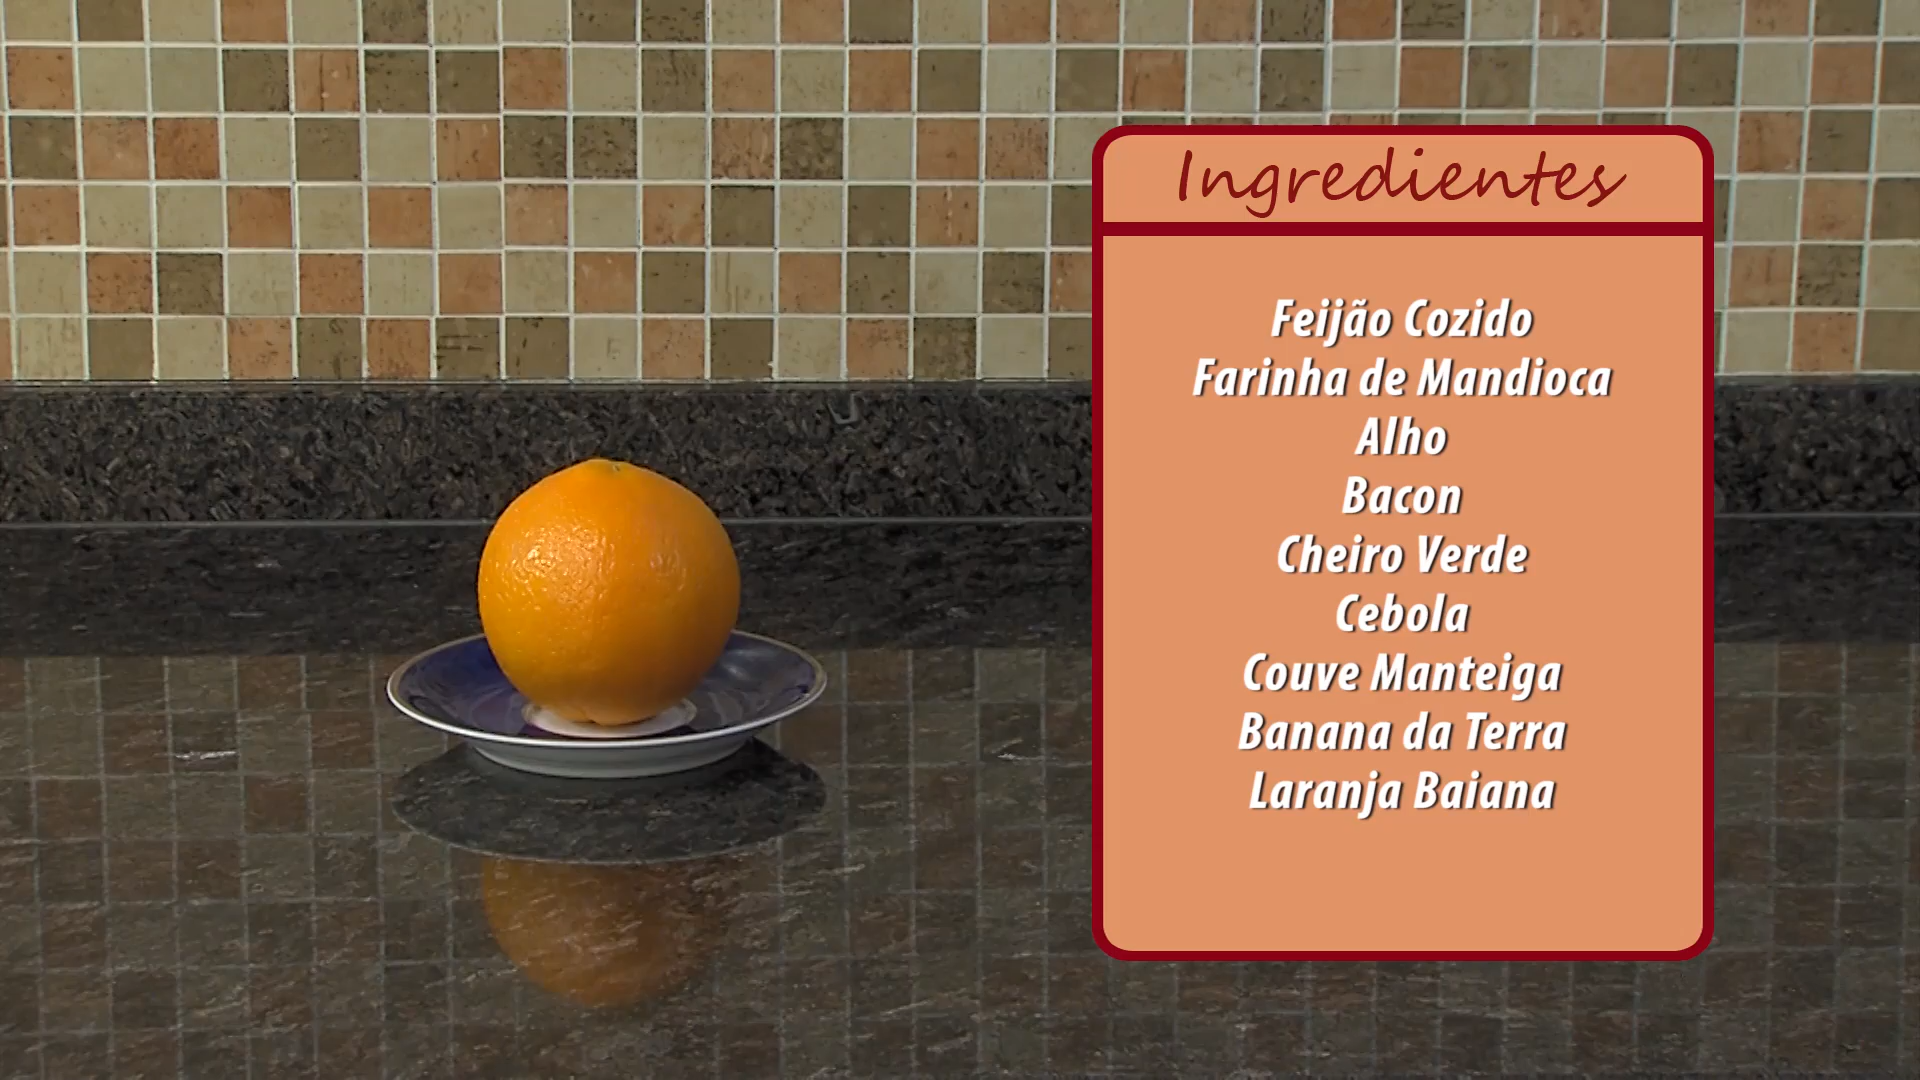 Ingredientes
Feijão Cozido
Farinha de Mandioca
Alho
Bacon
Cheiro Verde
Cebola
Couve Manteiga
Banana da Terra
Laranja Baiana